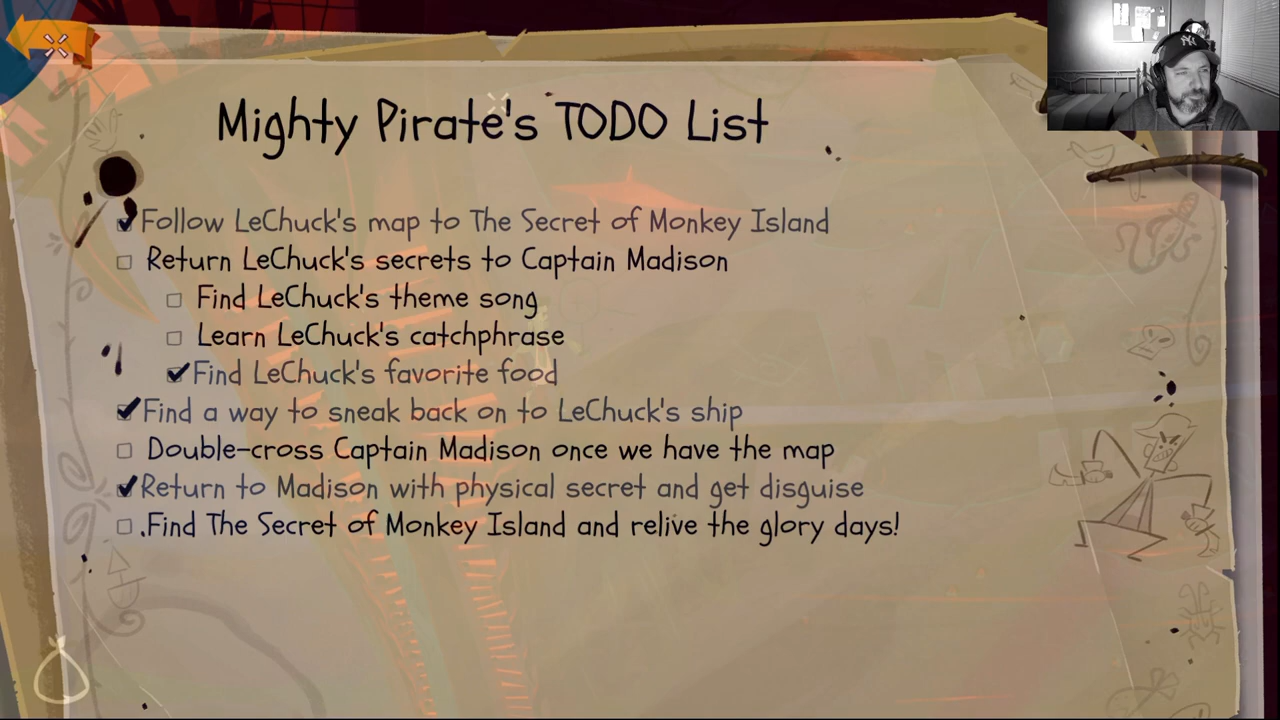 Mighty Pirate's TODO List
Follow LeChuck's map to The Secret of Monkey Island
Return LeChuck's secrets to Captain Madison
Find LeChuck's theme song
Learn LeChuck's catchphrase
Find LeChuck's favorite food
Find a way to sneak back on to LeChuck's ship
Double-cross Captain Madison once we have the map
Return to Madison with physical secret and get disguise
.Find The Secret of Monkey Island and relive the glory days!